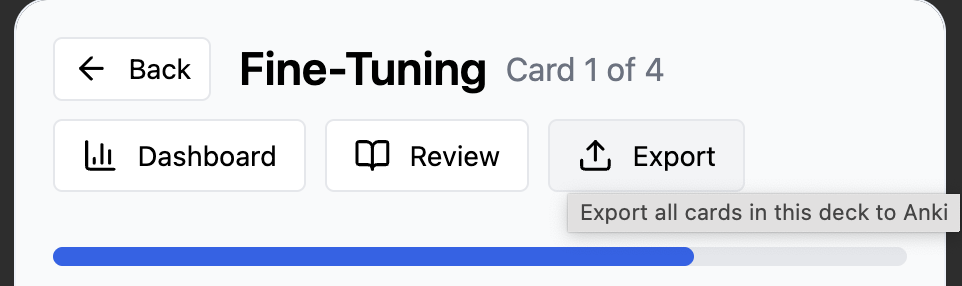 Back Fine-Tuning Card 1 of 4
Dashboard Review Export
Export all cards in this deck to Anki